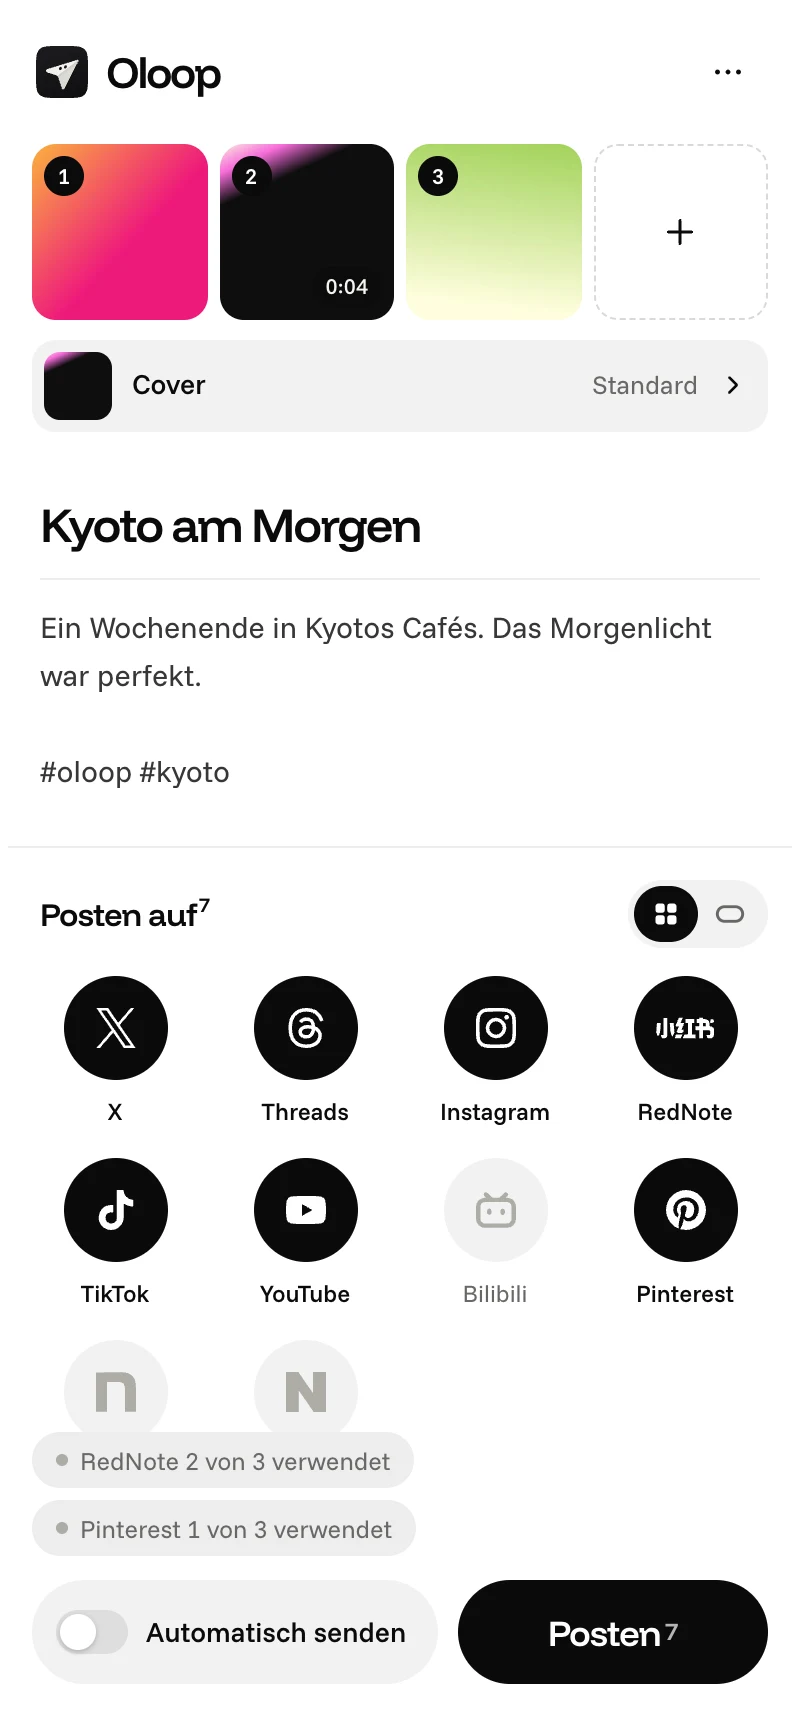 Oloop
1
2
3
0:04
Cover
Standard
Kyoto am Morgen
Ein Wochenende in Kyotos Cafés. Das Morgenlicht
war perfekt.
#oloop #kyoto
Posten auf7
小红书
X
Threads
Instagram
RedNote
TikTok
YouTube
Bilibili
Pinterest
RedNote 2 von 3 verwendet
Pinterest 1 von 3 verwendet
Automatisch senden
Posten 7